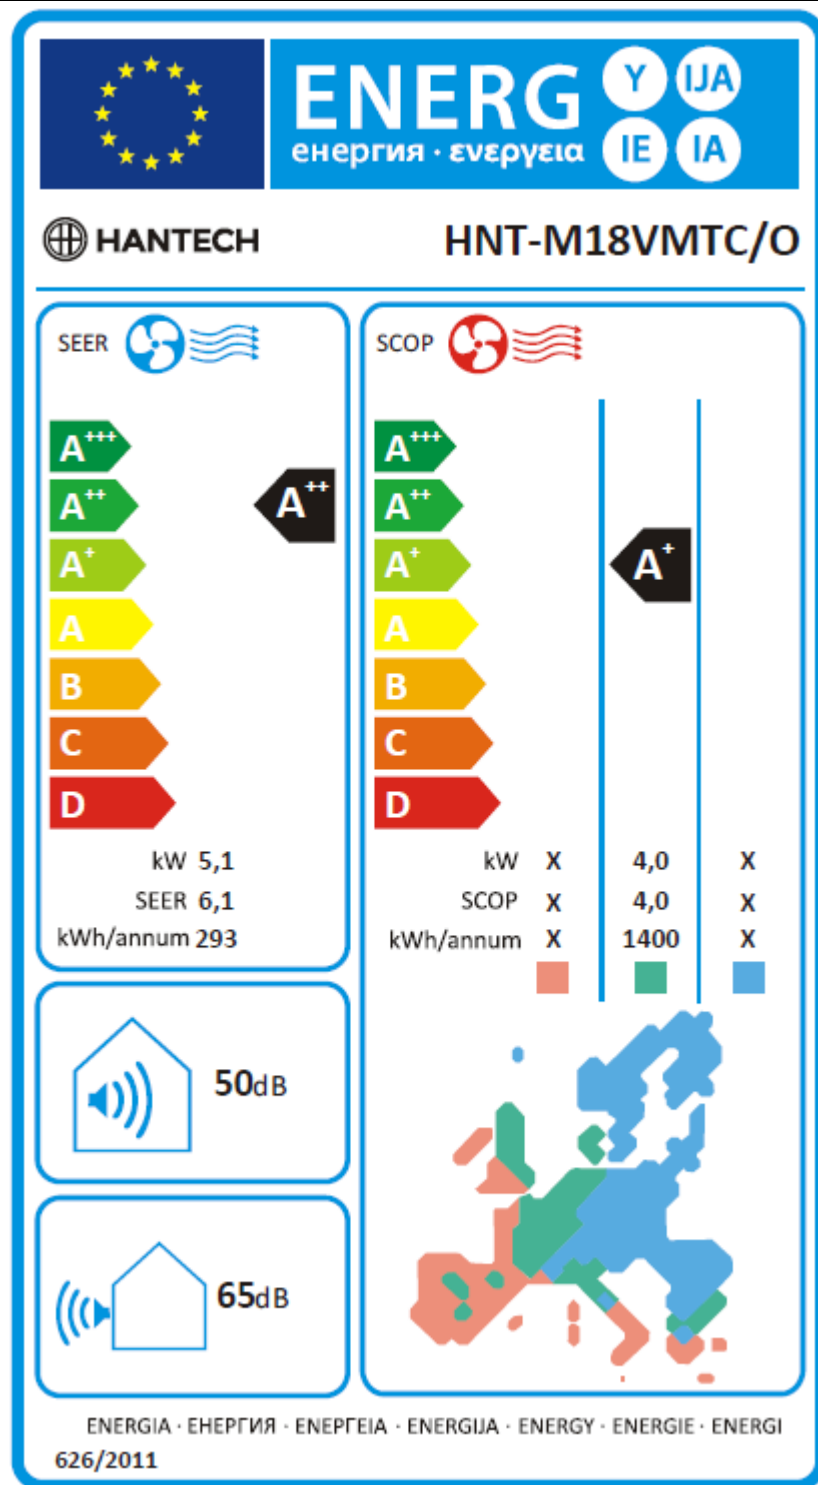 ENERG Y IJA
енергия · ενεργεια IE IA
HANTECH HNT-M18VMTC/O
SEER
A+++
A++
A+
A
B
C
D
A++
kW 5,1
SEER 6,1
kWh/annum 293
SCOP
A+++
A++
A+
A
B
C
D
A+
kW X 4,0 X
SCOP X 4,0 X
kWh/annum X 1400 X
50dB
65dB
ENERGIA · ЕНЕРГИЯ · ΕΝΕΡΓΕΙΑ · ENERGIJA · ENERGY · ENERGIE · ENERGI
626/2011